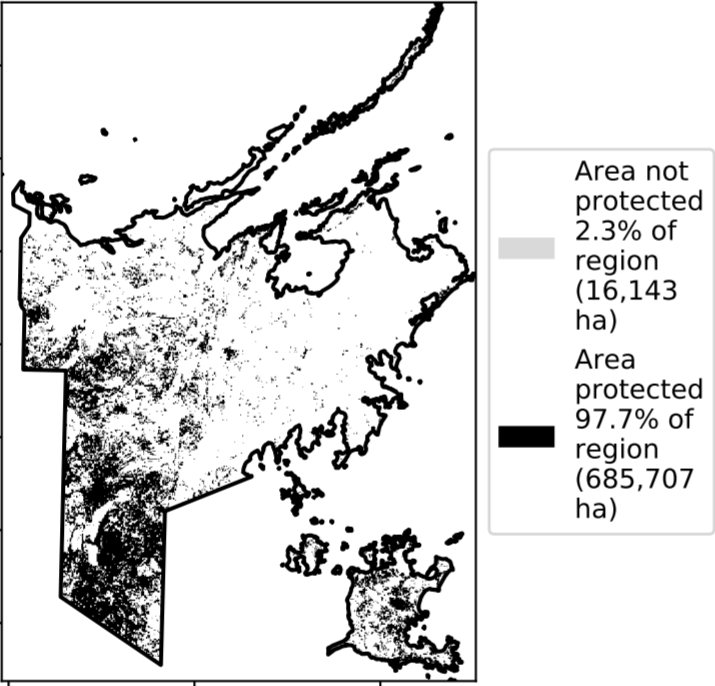 Area not
protected
2.3% of
region
(16,143
ha)
Area
protected
97.7% of
region
(685,707
ha)